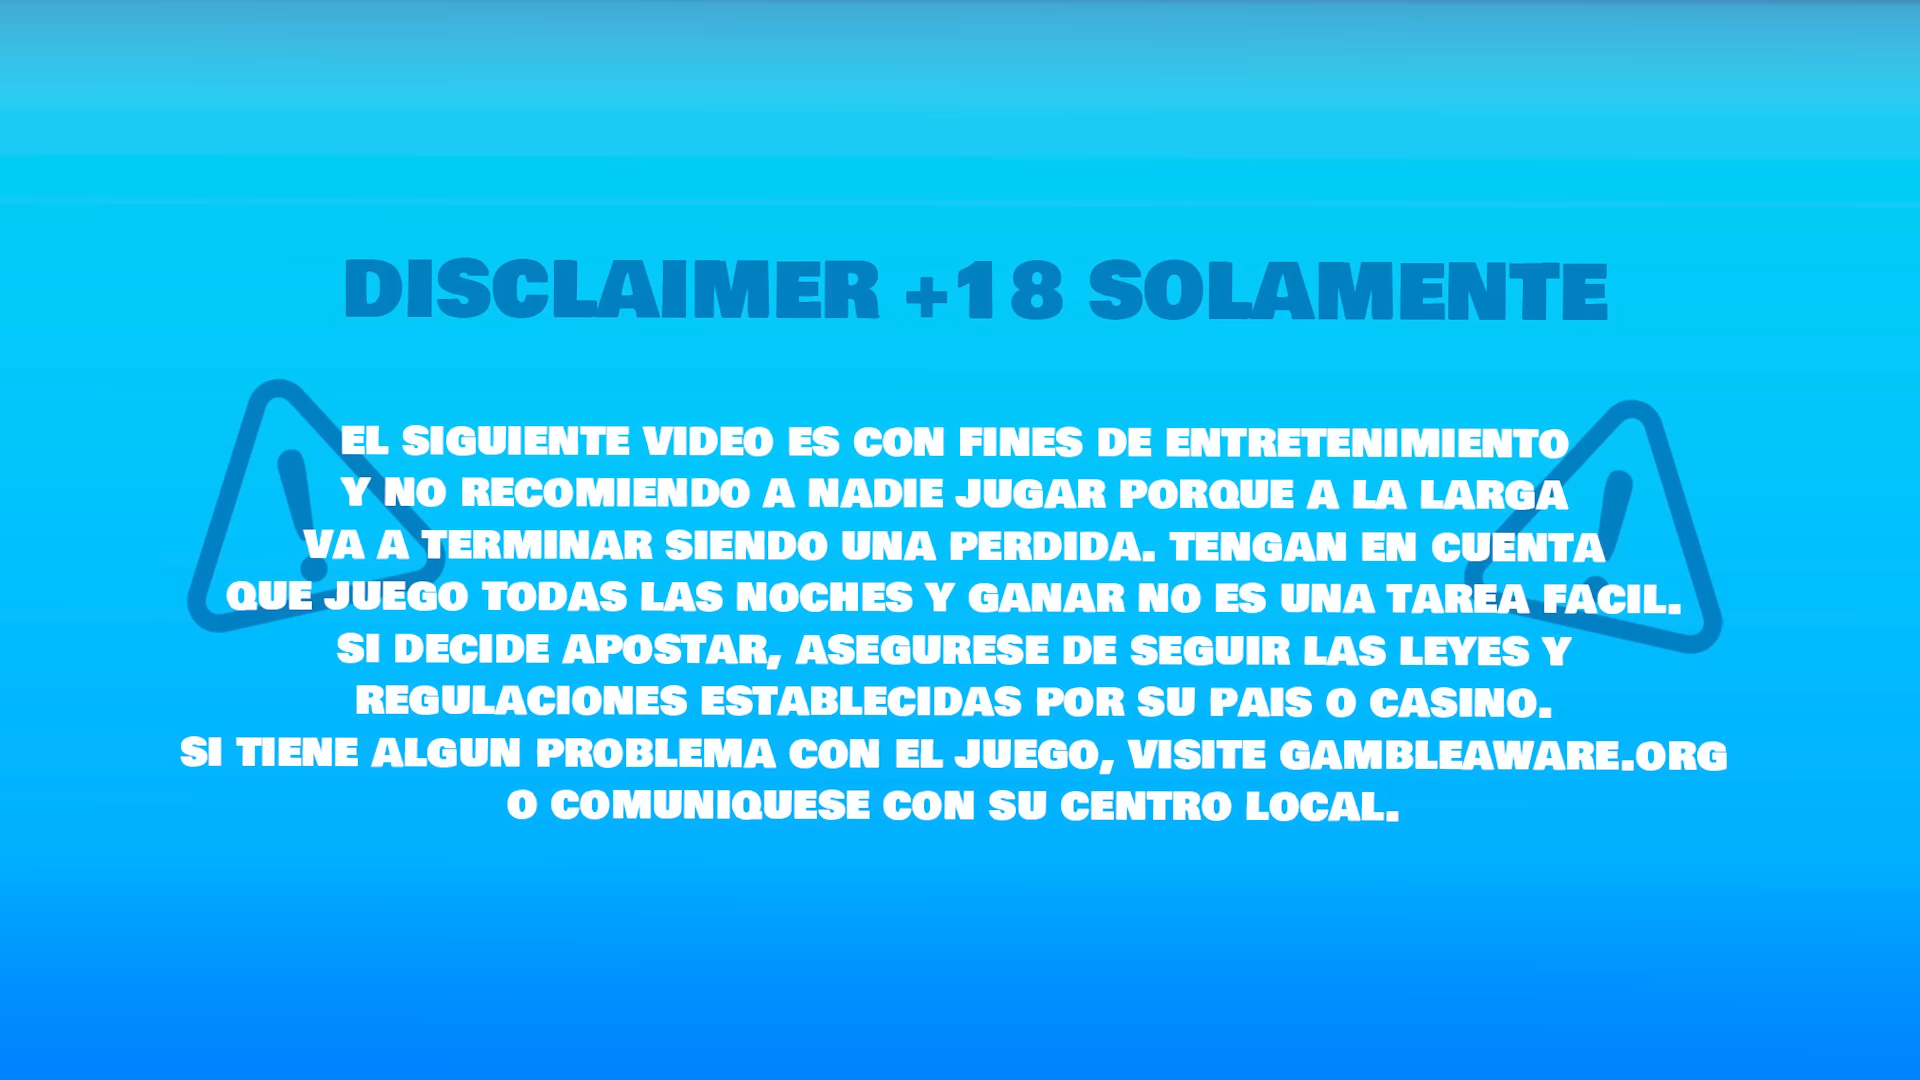 DISCLAIMER +18 SOLAMENTE
EL SIGUIENTE VIDEO ES CON FINES DE ENTRETENIMIENTO
Y NO RECOMIENDO A NADIE JUGAR PORQUE A LA LARGA
VA A TERMINAR SIENDO UNA PERDIDA. TENGAN EN CUENTA
QUE JUEGO TODAS LAS NOCHES Y GANAR NO ES UNA TAREA FACIL.
SI DECIDE APOSTAR, ASEGURESE DE SEGUIR LAS LEYES Y
REGULACIONES ESTABLECIDAS POR SU PAIS O CASINO.
SI TIENE ALGUN PROBLEMA CON EL JUEGO, VISITE GAMBLEAWARE.ORG
O COMUNIQUESE CON SU CENTRO LOCAL.